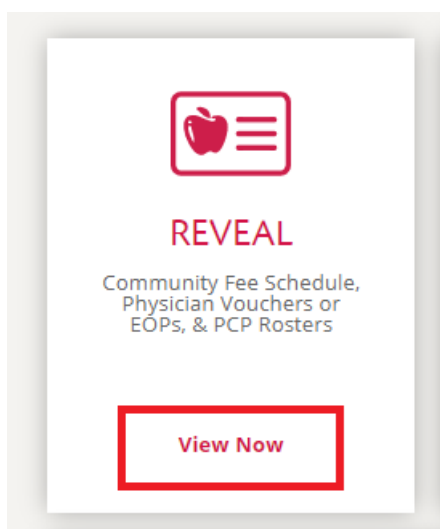 REVEAL
Community Fee Schedule,
Physician Vouchers or
EOPs, & PCP Rosters
View Now